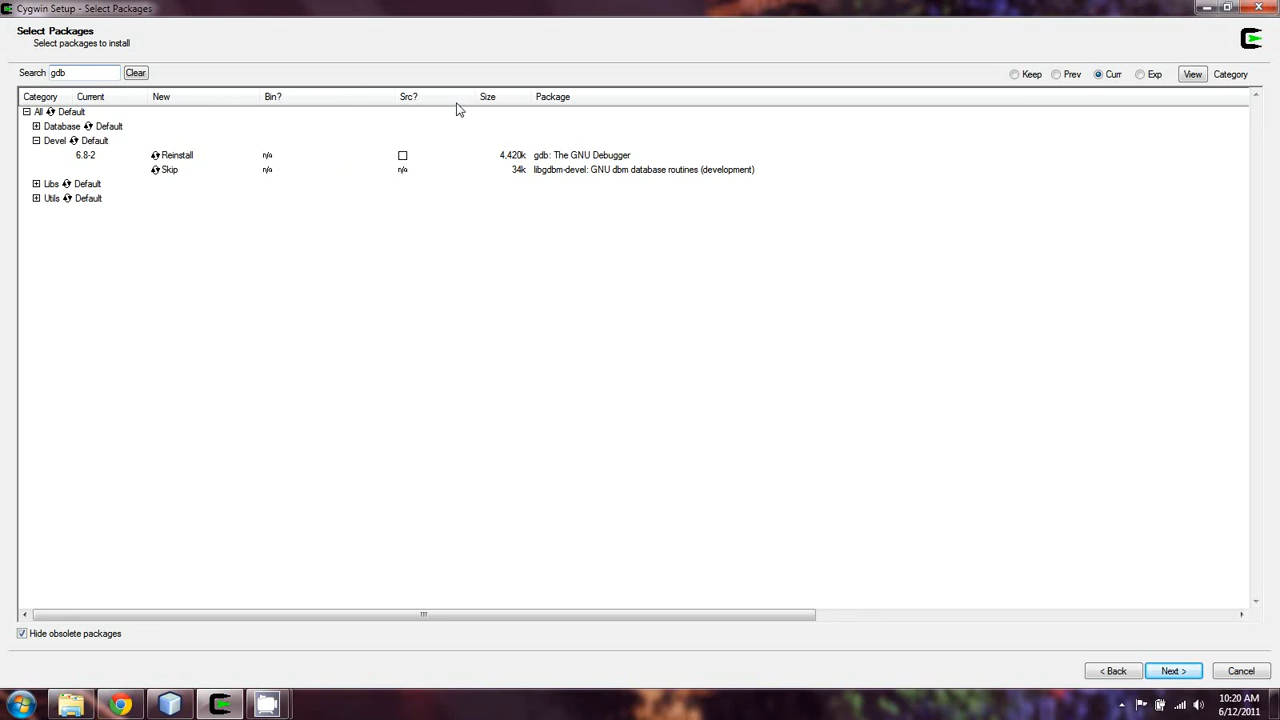 Cygwin Setup - Select Packages
Select Packages
Select packages to install
Search gdb Clear Keep Prev Curr Exp View Category
Category Current New Bin? Src? Size Package
All Default
Database Default
Devel Default
6.8-2 Reinstall n/a 4,420k gdb: The GNU Debugger
Skip n/a n/a 34k libgdbm-devel: GNU dbm database routines (development)
Libs Default
Utils Default
Hide obsolete packages
< Back Next > Cancel
10:20 AM
6/12/2011